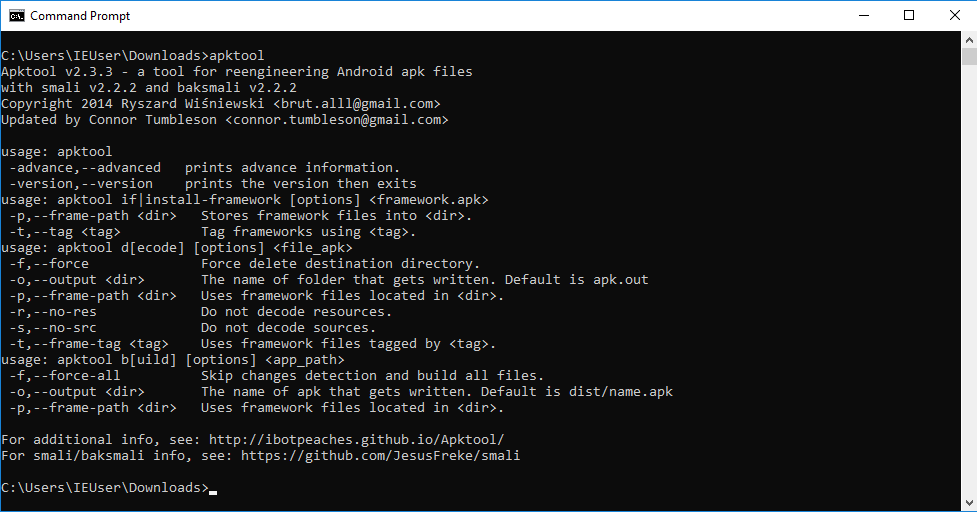 Command Prompt
C:\Users\IEUser\Downloads>apktool
Apktool v2.3.3 - a tool for reengineering Android apk files
with smali v2.2.2 and baksmali v2.2.2
Copyright 2014 Ryszard Wiśniewski <brut.alll@gmail.com>
Updated by Connor Tumbleson <connor.tumbleson@gmail.com>
usage: apktool
 -advance,--advanced   prints advance information.
 -version,--version    prints the version then exits
usage: apktool if|install-framework [options] <framework.apk>
 -p,--frame-path <dir>   Stores framework files into <dir>.
 -t,--tag <tag>          Tag frameworks using <tag>.
usage: apktool d[ecode] [options] <file_apk>
 -f,--force              Force delete destination directory.
 -o,--output <dir>       The name of folder that gets written. Default is apk.out
 -p,--frame-path <dir>   Uses framework files located in <dir>.
 -r,--no-res             Do not decode resources.
 -s,--no-src             Do not decode sources.
 -t,--frame-tag <tag>    Uses framework files tagged by <tag>.
usage: apktool b[uild] [options] <app_path>
 -f,--force-all          Skip changes detection and build all files.
 -o,--output <dir>       The name of apk that gets written. Default is dist/name.apk
 -p,--frame-path <dir>   Uses framework files located in <dir>.
For additional info, see: http://ibotpeaches.github.io/Apktool/
For smali/baksmali info, see: https://github.com/JesusFreke/smali
C:\Users\IEUser\Downloads>